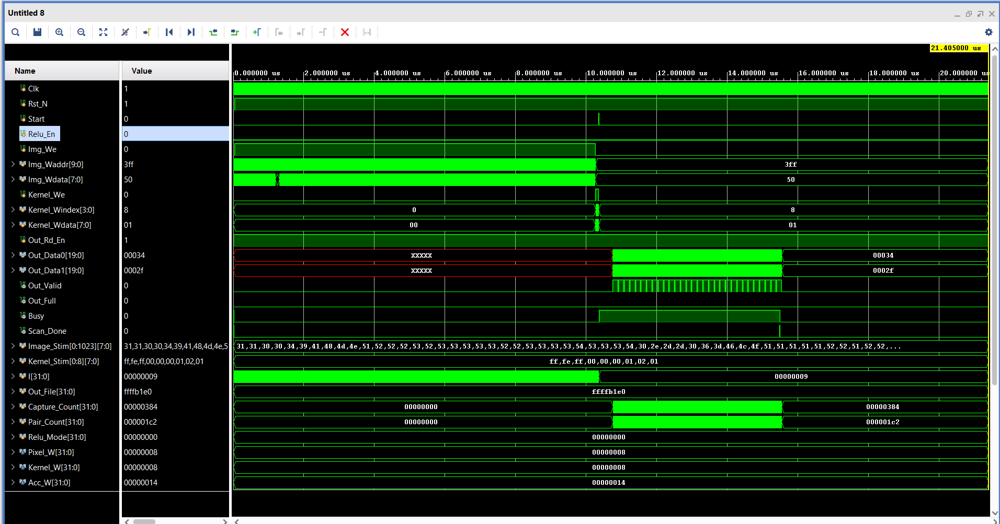 Untitled 8
21.405000 us
Name Value
0.000000 us 2.000000 us 4.000000 us 6.000000 us 8.000000 us 10.000000 us 12.000000 us 14.000000 us 16.000000 us 18.000000 us 20.000000 us
Clk 1
Rst_N 1
Start 0
Relu_En 0
Img_We 0
Img_Waddr[9:0] 3ff 3ff
Img_Wdata[7:0] 50 50
Kernel_We 0
Kernel_Windex[3:0] 8 0 8
Kernel_Wdata[7:0] 01 00 01
Out_Rd_En 1
Out_Data0[19:0] 00034 XXXXX 00034
Out_Data1[19:0] 0002f XXXXX 0002f
Out_Valid 0
Out_Full 0
Busy 0
Scan_Done 0
Image_Stim[0:1023][7:0] 31,31,30,30,34,39,41,48,4d,4e,5 31,31,30,30,34,39,41,48,4d,4e,51,52,52,52,53,52,53,53,53,53,53,52,52,53,53,53,53,54,53,53,53,54,30,2e,2d,2d,30,36,3d,46,4c,4f,51,51,51,51,51,52,52,51,52,52,...
Kernel_Stim[0:8][7:0] ff,fe,ff,00,00,00,01,02,01 ff,fe,ff,00,00,00,01,02,01
I[31:0] 00000009 00000009
Out_File[31:0] ffffb1e0 ffffb1e0
Capture_Count[31:0] 00000384 00000000 00000384
Pair_Count[31:0] 000001c2 00000000 000001c2
Relu_Mode[31:0] 00000000 00000000
Pixel_W[31:0] 00000008 00000008
Kernel_W[31:0] 00000008 00000008
Acc_W[31:0] 00000014 00000014